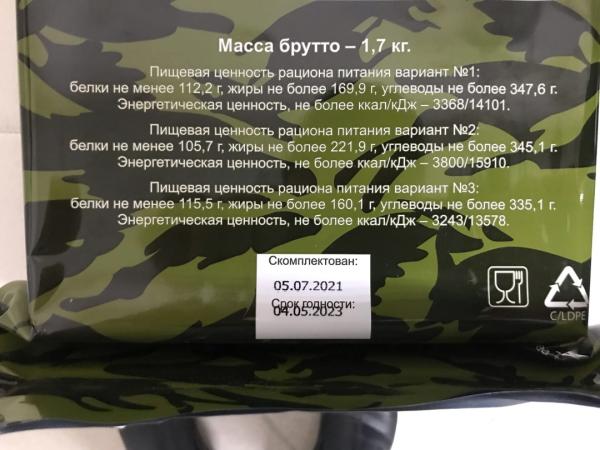 Масса брутто – 1,7 кг.
Пищевая ценность рациона питания вариант №1:
белки не менее 112,2 г, жиры не более 169,9 г, углеводы не более 347,6 г.
Энергетическая ценность, не более ккал/кДж – 3368/14101.
Пищевая ценность рациона питания вариант №2:
белки не менее 105,7 г, жиры не более 221,9 г, углеводы не более 345,1 г.
Энергетическая ценность, не более ккал/кДж – 3800/15910.
Пищевая ценность рациона питания вариант №3:
белки не менее 115,5 г, жиры не более 160,1 г, углеводы не более 335,1 г.
Энергетическая ценность, не более ккал/кДж – 3243/13578.
Скомплектован:
05.07.2021
Срок годности:
04.05.2023
C/LDPE